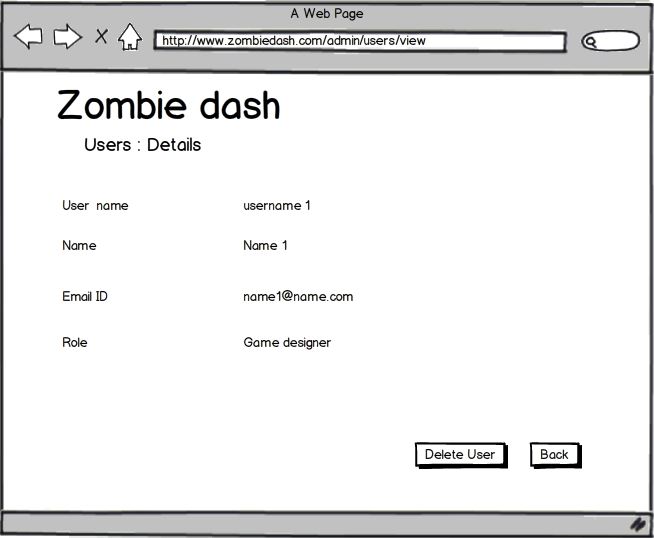 A Web Page
http://www.zombiedash.com/admin/users/view
Zombie dash
Users : Details
User name username 1
Name Name 1
Email ID name1@name.com
Role Game designer
Delete User Back